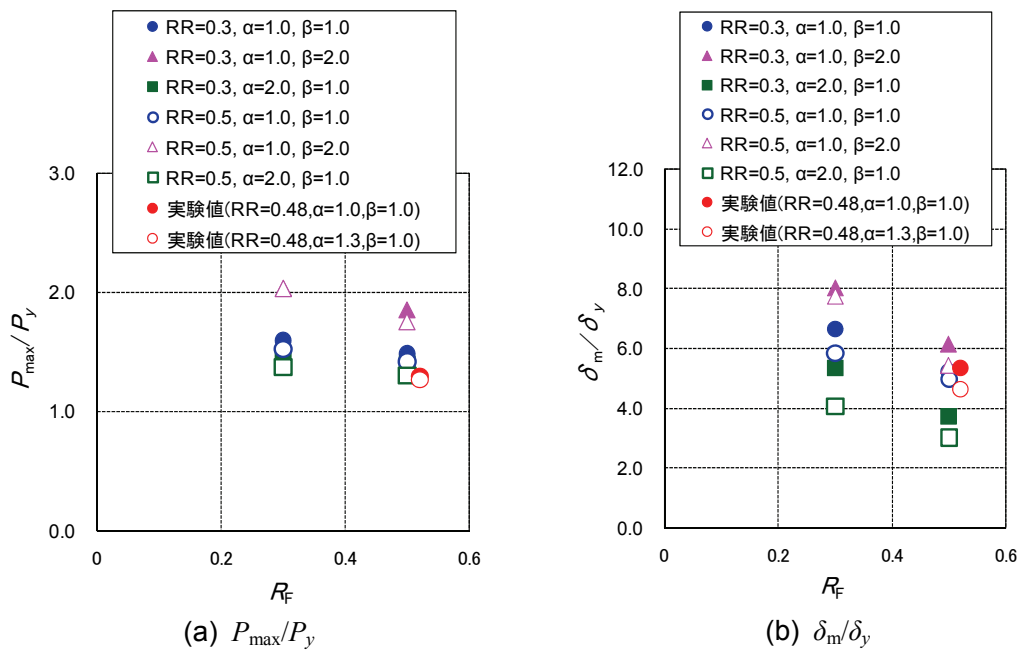 RR=0.3, α=1.0, β=1.0
RR=0.3, α=1.0, β=2.0
RR=0.3, α=2.0, β=1.0
RR=0.5, α=1.0, β=1.0
RR=0.5, α=1.0, β=2.0
RR=0.5, α=2.0, β=1.0
実験値(RR=0.48,α=1.0,β=1.0)
実験値(RR=0.48,α=1.3,β=1.0)
3.0
2.0
1.0
0.0
Pmax/Py
0 0.2 0.4 0.6
RF
(a) Pmax/Py
RR=0.3, α=1.0, β=1.0
RR=0.3, α=1.0, β=2.0
RR=0.3, α=2.0, β=1.0
RR=0.5, α=1.0, β=1.0
RR=0.5, α=1.0, β=2.0
RR=0.5, α=2.0, β=1.0
実験値(RR=0.48,α=1.0,β=1.0)
実験値(RR=0.48,α=1.3,β=1.0)
12.0
10.0
8.0
6.0
4.0
2.0
0.0
δm/δy
0 0.2 0.4 0.6
RF
(b) δm/δy